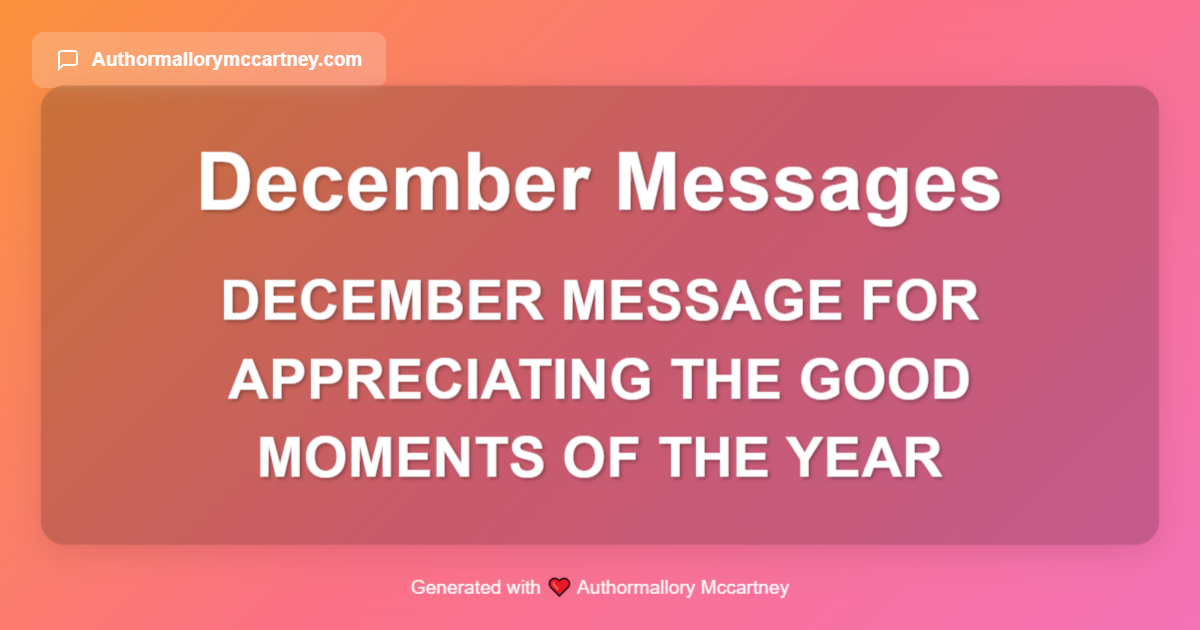 Authormallorymccartney.com
December Messages
DECEMBER MESSAGE FOR
APPRECIATING THE GOOD
MOMENTS OF THE YEAR
Generated with ❤️ Authormallory Mccartney